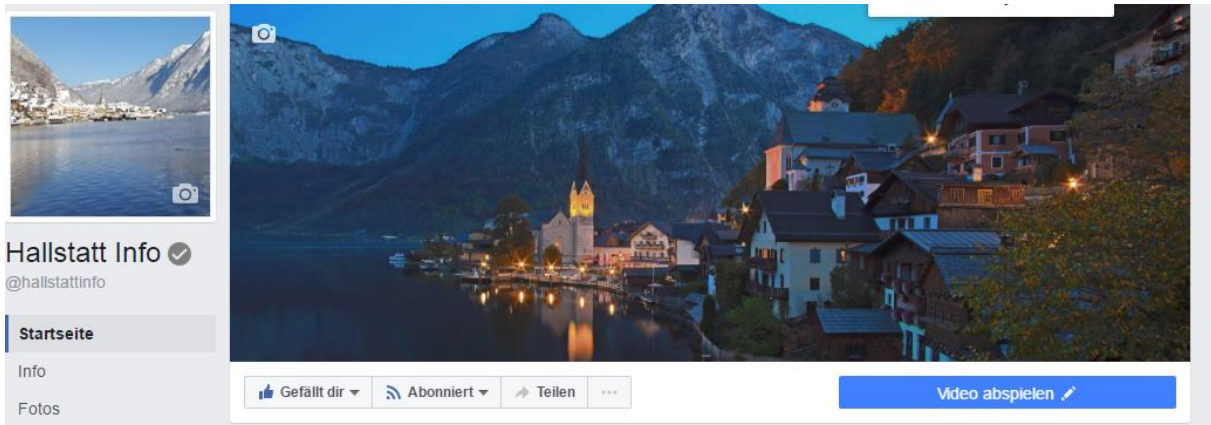 Hallstatt Info
@hallstattinfo
Startseite
Info
Fotos
Gefällt dir Abonniert Teilen ... Video abspielen